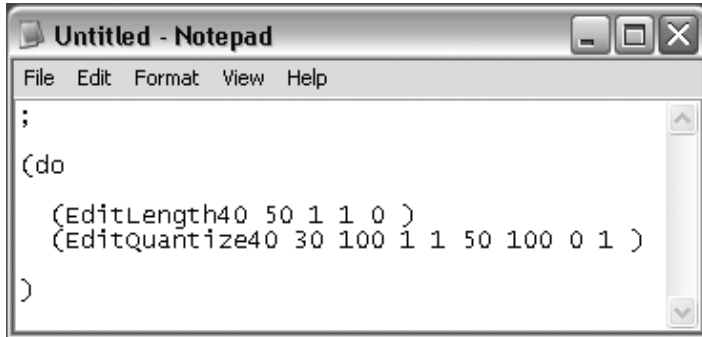 Untitled - Notepad
File Edit Format View Help
;
(do
(EditLength40 50 1 1 0 )
(EditQuantize40 30 100 1 1 50 100 0 1 )
)